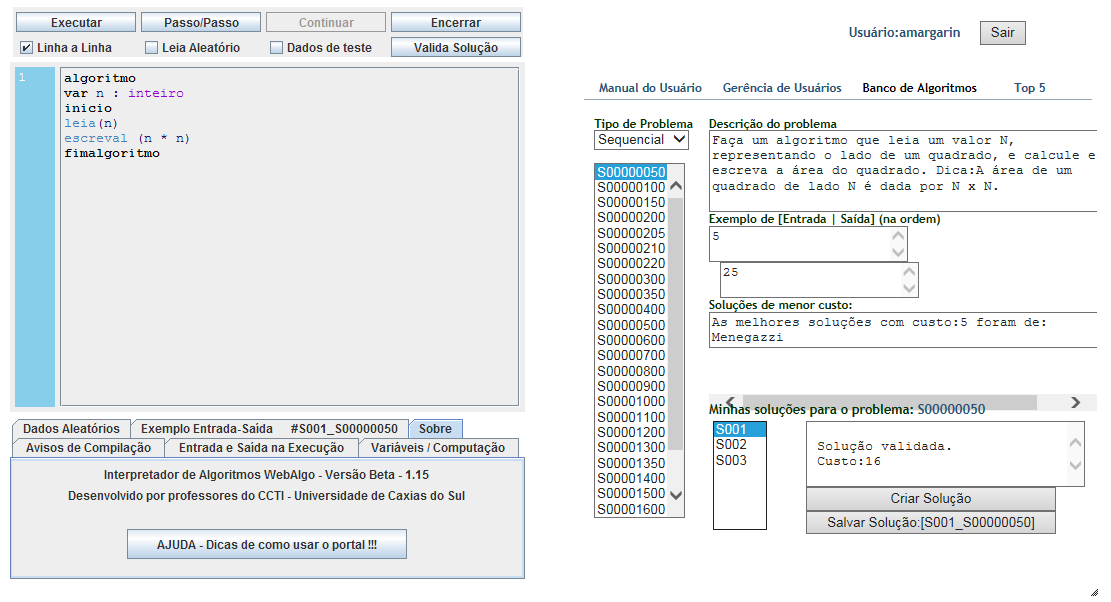 Executar Passo/Passo Continuar Encerrar
Linha a Linha Leia Aleatório Dados de teste Valida Solução
1
algoritmo
var n : inteiro
inicio
leia(n)
escreval (n * n)
fimalgoritmo
Dados Aleatórios Exemplo Entrada-Saída #S001_S00000050 Sobre
Avisos de Compilação Entrada e Saída na Execução Variáveis / Computação
Interpretador de Algoritmos WebAlgo - Versão Beta - 1.15
Desenvolvido por professores do CCTI - Universidade de Caxias do Sul
AJUDA - Dicas de como usar o portal !!!
Usuário:amargarin Sair
Manual do Usuário Gerência de Usuários Banco de Algoritmos Top 5
Tipo de Problema
Sequencial
S00000050
S00000100
S00000150
S00000200
S00000205
S00000210
S00000220
S00000300
S00000350
S00000400
S00000500
S00000600
S00000700
S00000800
S00000900
S00001000
S00001100
S00001200
S00001300
S00001350
S00001400
S00001500
S00001600
Descrição do problema
Faça um algoritmo que leia um valor N,
representando o lado de um quadrado, e calcule e
escreva a área do quadrado. Dica:A área de um
quadrado de lado N é dada por N x N.
Exemplo de [Entrada | Saída] (na ordem)
5
25
Soluções de menor custo:
As melhores soluções com custo:5 foram de:
Menegazzi
Minhas soluções para o problema: S00000050
S001
S002
S003
Solução validada.
Custo:16
Criar Solução
Salvar Solução:[S001_S00000050]